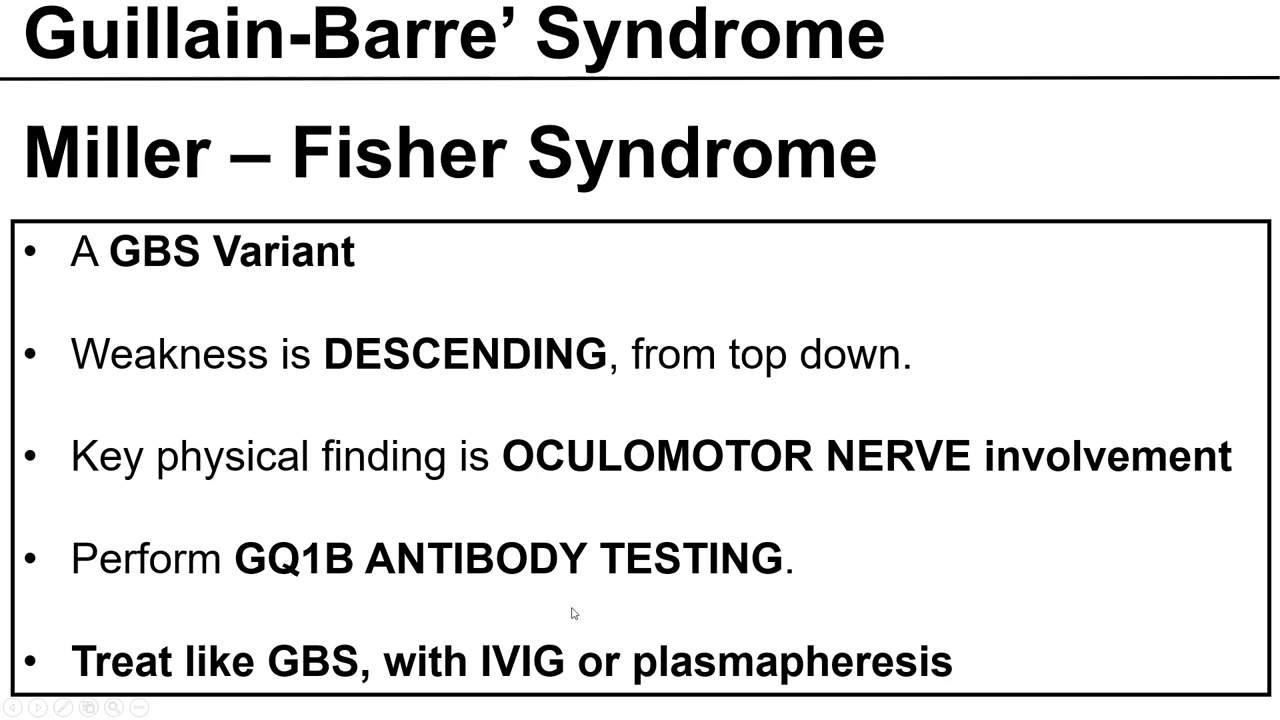 Guillain-Barre’ Syndrome
Miller – Fisher Syndrome
• A GBS Variant
• Weakness is DESCENDING, from top down.
• Key physical finding is OCULOMOTOR NERVE involvement
• Perform GQ1B ANTIBODY TESTING.
• Treat like GBS, with IVIG or plasmapheresis